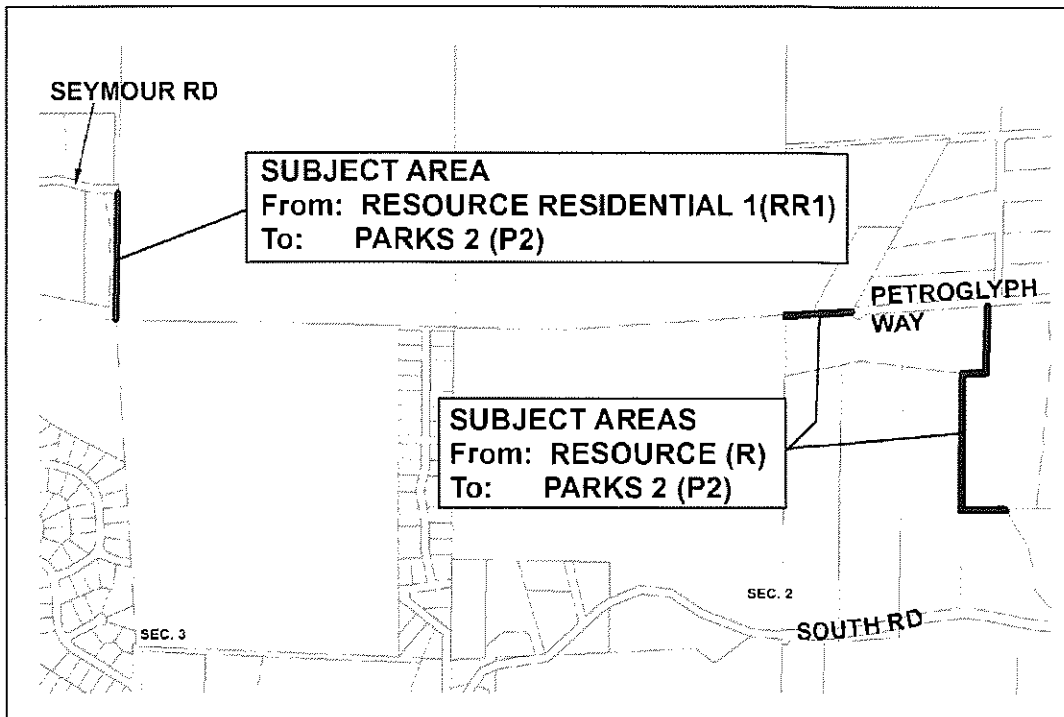 SEYMOUR RD
SUBJECT AREA
From: RESOURCE RESIDENTIAL 1(RR1)
To: PARKS 2 (P2)
PETROGLYPH
WAY
SUBJECT AREAS
From: RESOURCE (R)
To: PARKS 2 (P2)
SEC. 2
SOUTH RD
SEC. 3